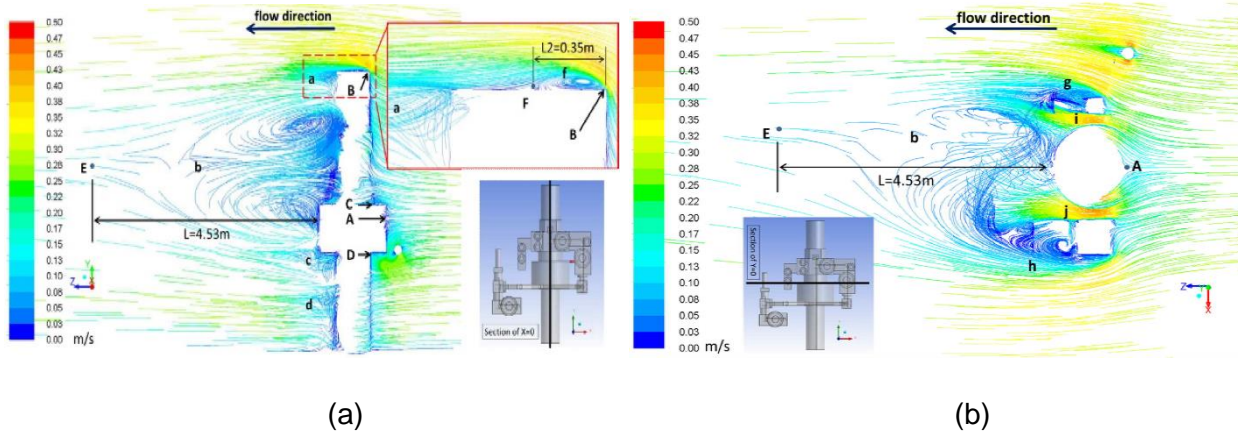 flow direction
0.50
0.47
0.45
0.42
0.40
0.38
0.35
0.33
0.30
0.28
0.25
0.22
0.20
0.17
0.15
0.13
0.10
0.08
0.05
0.03
0.00
m/s
a
B
L2=0.35m
f
F
a
B
b
E
L=4.53m
C
A
D
c
d
Y
Z
Section of X=0
(a)
flow direction
0.50
0.47
0.45
0.42
0.40
0.38
0.35
0.33
0.30
0.28
0.25
0.22
0.20
0.17
0.15
0.13
0.10
0.08
0.05
0.03
0.00
m/s
g
i
E
b
A
L=4.53m
j
h
Section of Y=0
Z
X
(b)